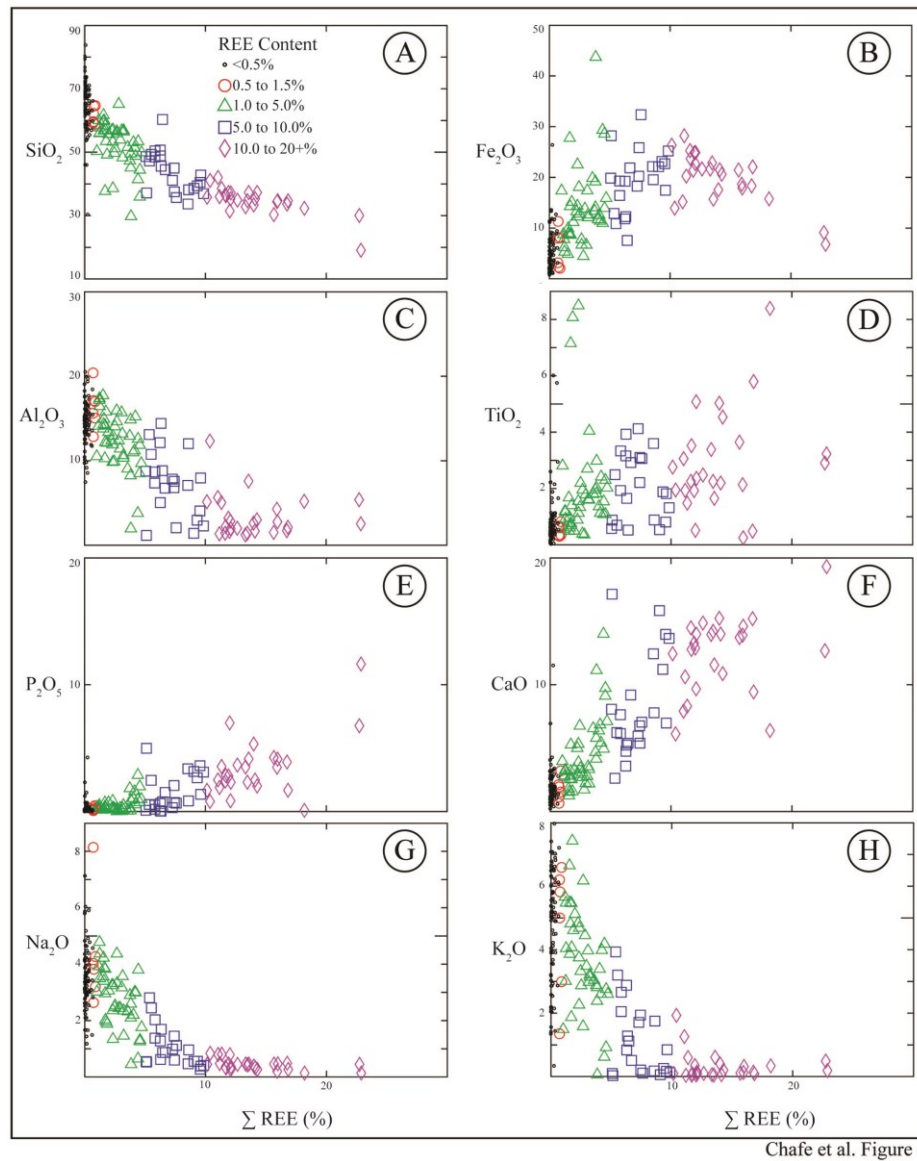 90
REE Content
<0.5%
0.5 to 1.5%
1.0 to 5.0%
5.0 to 10.0%
10.0 to 20+%
A
70
SiO₂
50
30
10
50
B
40
30
Fe₂O₃
20
10
30
C
20
Al₂O₃
10
8
D
6
TiO₂
4
2
20
E
10
P₂O₅
20
F
CaO
10
8
G
6
Na₂O
4
2
10
20
∑ REE (%)
8
H
6
K₂O
4
2
10
20
∑ REE (%)
Chafe et al. Figure